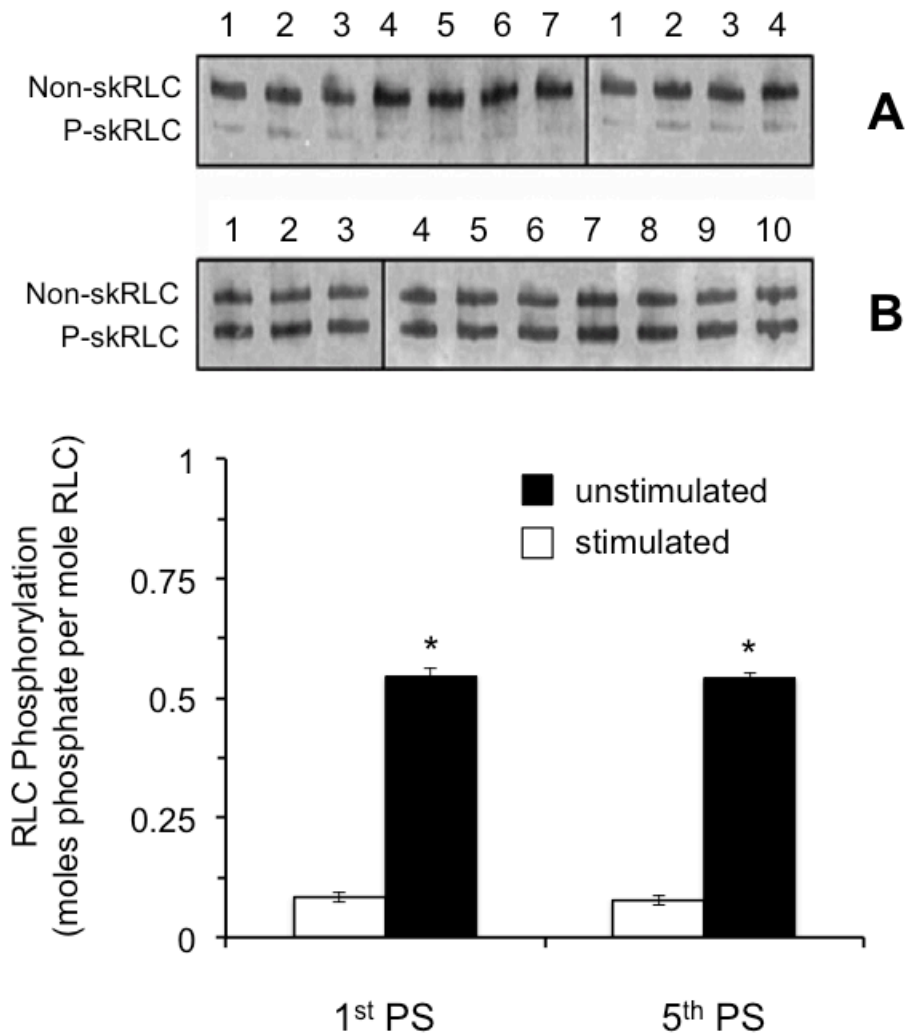 1 2 3 4 5 6 7 1 2 3 4
Non-skRLC
P-skRLC
A
1 2 3 4 5 6 7 8 9 10
Non-skRLC
P-skRLC
B
RLC Phosphorylation
(moles phosphate per mole RLC)
1
0.75
0.5
0.25
0
unstimulated
stimulated
*
*
1st PS
5th PS